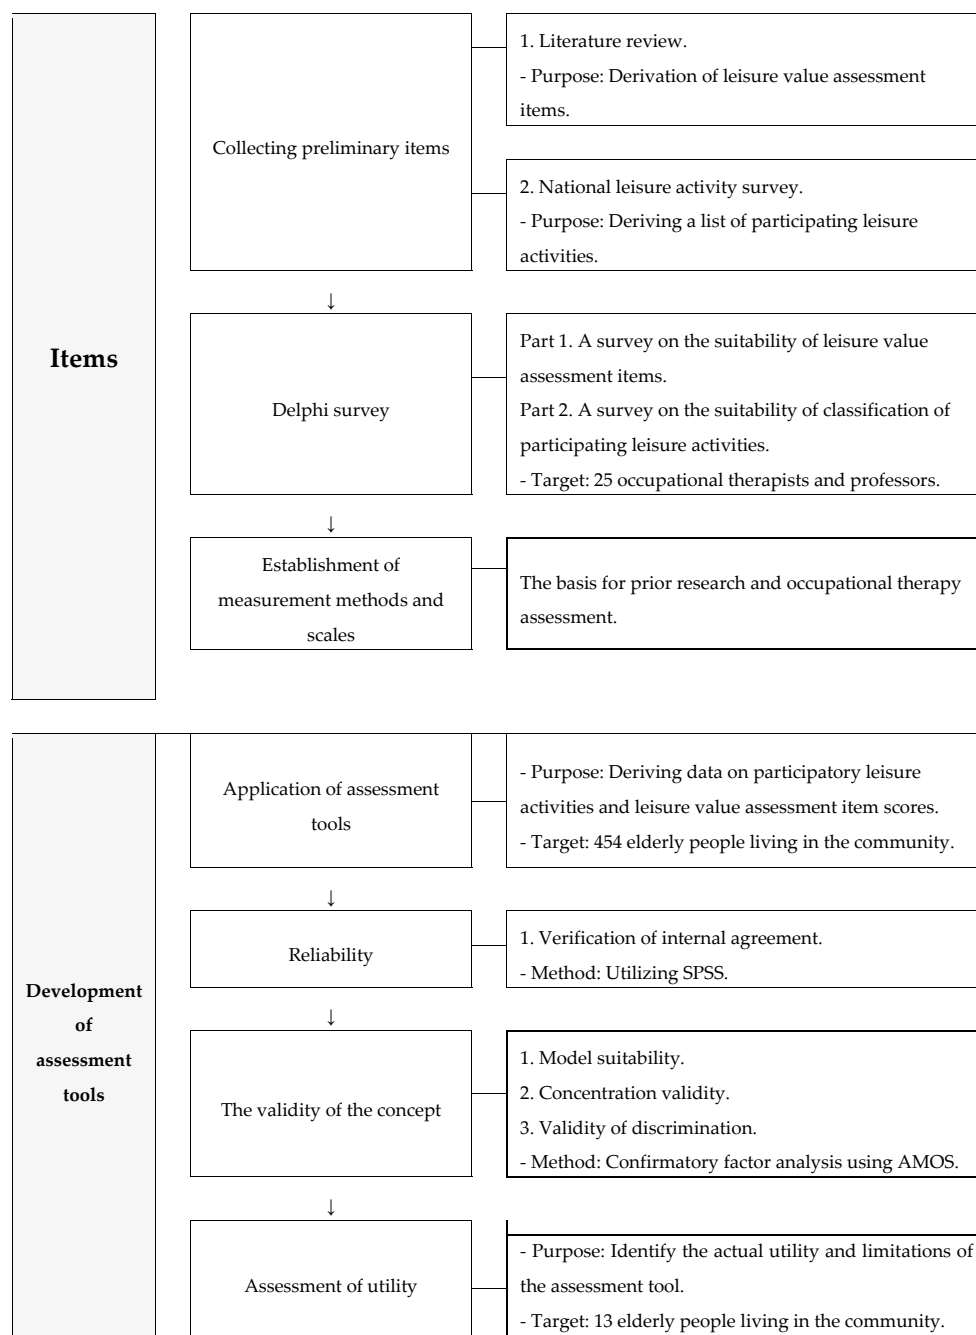 Items
Collecting preliminary items
1. Literature review.
- Purpose: Derivation of leisure value assessment
items.
2. National leisure activity survey.
- Purpose: Deriving a list of participating leisure
activities.
↓
Delphi survey
Part 1. A survey on the suitability of leisure value
assessment items.
Part 2. A survey on the suitability of classification of
participating leisure activities.
- Target: 25 occupational therapists and professors.
↓
Establishment of
measurement methods and
scales
The basis for prior research and occupational therapy
assessment.
Development
of
assessment
tools
Application of assessment
tools
- Purpose: Deriving data on participatory leisure
activities and leisure value assessment item scores.
- Target: 454 elderly people living in the community.
↓
Reliability
1. Verification of internal agreement.
- Method: Utilizing SPSS.
↓
The validity of the concept
1. Model suitability.
2. Concentration validity.
3. Validity of discrimination.
- Method: Confirmatory factor analysis using AMOS.
↓
Assessment of utility
- Purpose: Identify the actual utility and limitations of
the assessment tool.
- Target: 13 elderly people living in the community.